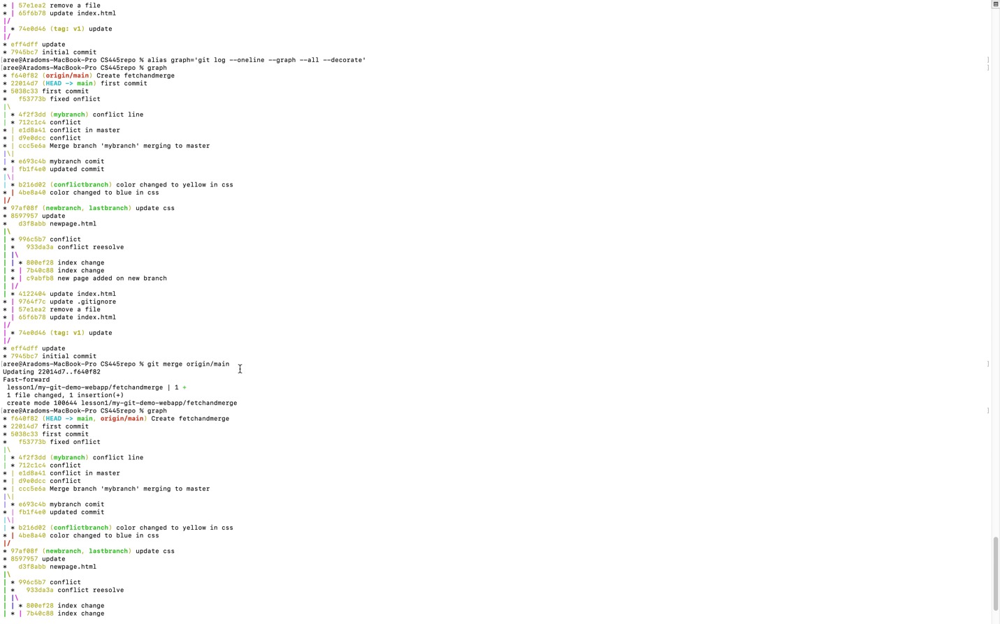 * | 57e1ea2 remove a file
* | 65f6b78 update index.html
|/
| * 74e0d46 (tag: v1) update
|/
* eff4dff update
* 7945bc7 initial commit
[aree@Aradoms-MacBook-Pro CS445repo % alias graph='git log --oneline --graph --all --decorate' ]
[aree@Aradoms-MacBook-Pro CS445repo % graph ]
* f640f82 (origin/main) Create fetchandmerge
* 22014d7 (HEAD -> main) first commit
* 5038c33 first commit
*   f53773b fixed onflict
|\
| * 4f2f3dd (mybranch) conflict line
| * 712c1c4 conflict
* | e1d8a41 conflict in master
* | d9e0dcc conflict
* | ccc5e6a Merge branch 'mybranch' merging to master
|\|
| * e693c4b mybranch comit
* | fb1f4e0 updated commit
|\|
| * b216d02 (conflictbranch) color changed to yellow in css
* | 4be8a40 color changed to blue in css
|/
* 97af08f (newbranch, lastbranch) update css
* 8597957 update
*   d3f8abb newpage.html
|\
| * 996c5b7 conflict
| *   933da3a conflict reesolve
| |\
| | * 800ef28 index change
| * | 7b40c88 index change
| * | c9abfb8 new page added on new branch
| |/
| * 4122404 update index.html
* | 9764f7c update .gitignore
* | 57e1ea2 remove a file
* | 65f6b78 update index.html
|/
| * 74e0d46 (tag: v1) update
|/
* eff4dff update
* 7945bc7 initial commit
[aree@Aradoms-MacBook-Pro CS445repo % git merge origin/main ]
Updating 22014d7..f640f82
Fast-forward
 lesson1/my-git-demo-webapp/fetchandmerge | 1 +
 1 file changed, 1 insertion(+)
 create mode 100644 lesson1/my-git-demo-webapp/fetchandmerge
[aree@Aradoms-MacBook-Pro CS445repo % graph ]
* f640f82 (HEAD -> main, origin/main) Create fetchandmerge
* 22014d7 first commit
* 5038c33 first commit
*   f53773b fixed onflict
|\
| * 4f2f3dd (mybranch) conflict line
| * 712c1c4 conflict
* | e1d8a41 conflict in master
* | d9e0dcc conflict
* | ccc5e6a Merge branch 'mybranch' merging to master
|\|
| * e693c4b mybranch comit
* | fb1f4e0 updated commit
|\|
| * b216d02 (conflictbranch) color changed to yellow in css
* | 4be8a40 color changed to blue in css
|/
* 97af08f (newbranch, lastbranch) update css
* 8597957 update
*   d3f8abb newpage.html
|\
| * 996c5b7 conflict
| *   933da3a conflict reesolve
| |\
| | * 800ef28 index change
| * | 7b40c88 index change